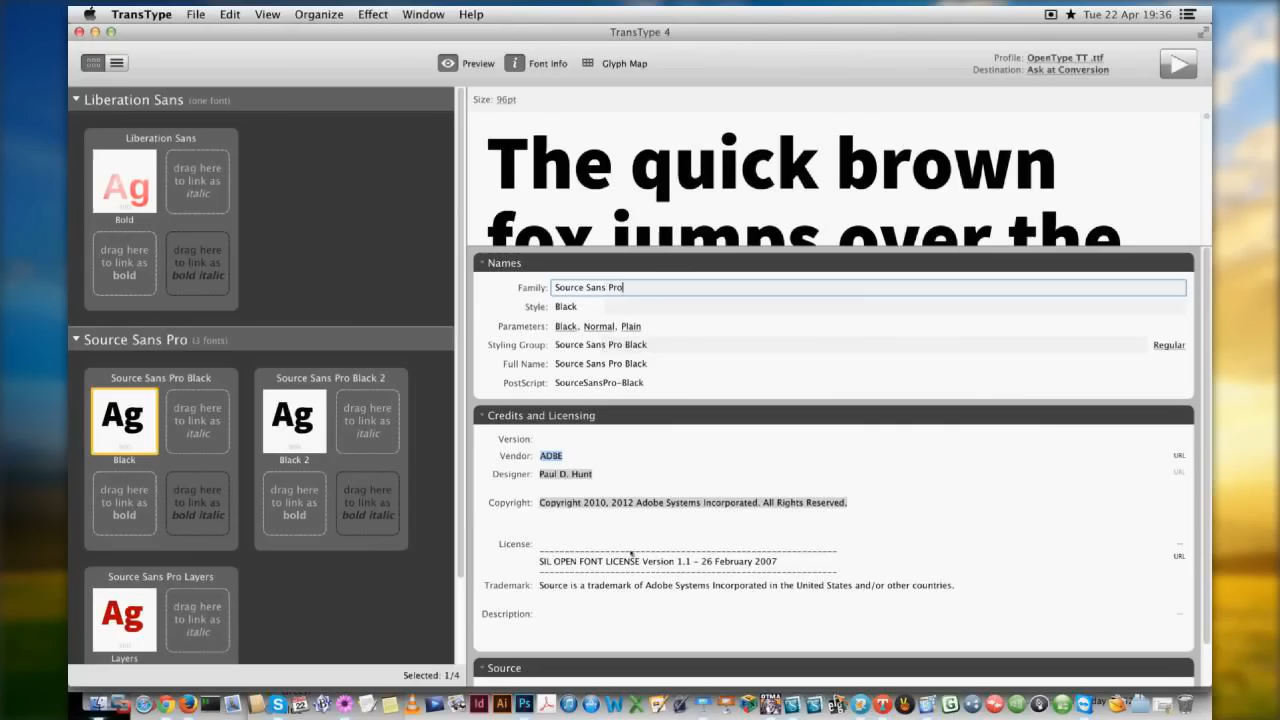 TransType File Edit View Organize Effect Window Help Tue 22 Apr 19:36
TransType 4
Preview Font Info Glyph Map
Profile: OpenType TT .ttf
Destination: Ask at Conversion
Liberation Sans (one font)
Liberation Sans
Ag
Bold
drag here
to link as
italic
drag here
to link as
bold
drag here
to link as
bold italic
Source Sans Pro (3 fonts)
Source Sans Pro Black
Ag
Black
drag here
to link as
italic
drag here
to link as
bold
drag here
to link as
bold italic
Source Sans Pro Black 2
Ag
Black 2
drag here
to link as
italic
drag here
to link as
bold
drag here
to link as
bold italic
Source Sans Pro Layers
Ag
Layers
drag here
to link as
italic
Selected: 1/4
Size: 96pt
The quick brown
fox jumps over the
Names
Family: Source Sans Pro
Style: Black
Parameters: Black, Normal, Plain
Styling Group: Source Sans Pro Black Regular
Full Name: Source Sans Pro Black
PostScript: SourceSansPro-Black
Credits and Licensing
Version:
Vendor: ADBE URL
Designer: Paul D. Hunt URL
Copyright: Copyright 2010, 2012 Adobe Systems Incorporated. All Rights Reserved.
License:
SIL OPEN FONT LICENSE Version 1.1 - 26 February 2007 URL
Trademark: Source is a trademark of Adobe Systems Incorporated in the United States and/or other countries.
Description:
Source